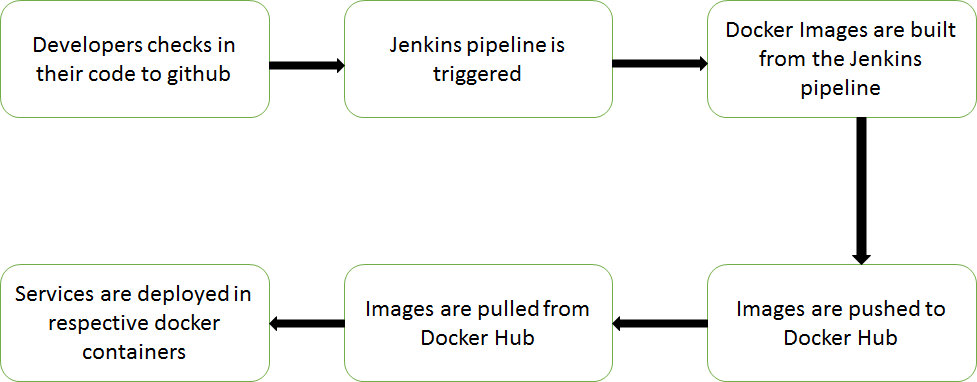 Developers checks in
their code to github
Jenkins pipeline is
triggered
Docker Images are built
from the Jenkins
pipeline
Images are pushed to
Docker Hub
Images are pulled from
Docker Hub
Services are deployed in
respective docker
containers